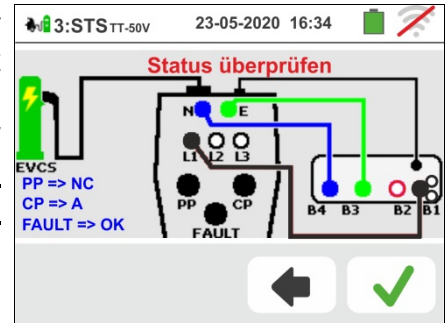 3:STS TT-50V 23-05-2020 16:34
Status überprüfen
N E
L1 L2 L3
EVCS
PP => NC
CP => A
FAULT => OK
PP CP
FAULT
B4 B3 B2 B1